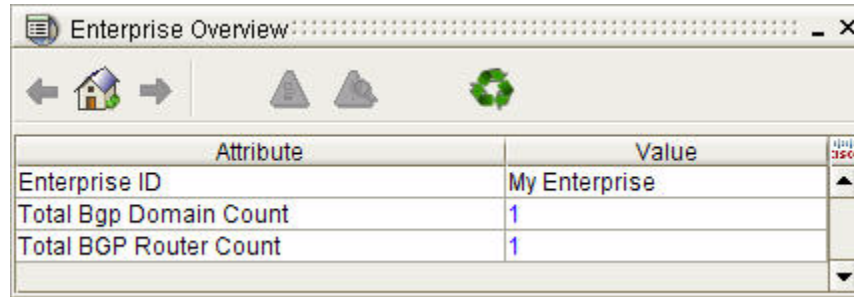 Enterprise Overview
Attribute Value
Enterprise ID My Enterprise
Total Bgp Domain Count 1
Total BGP Router Count 1